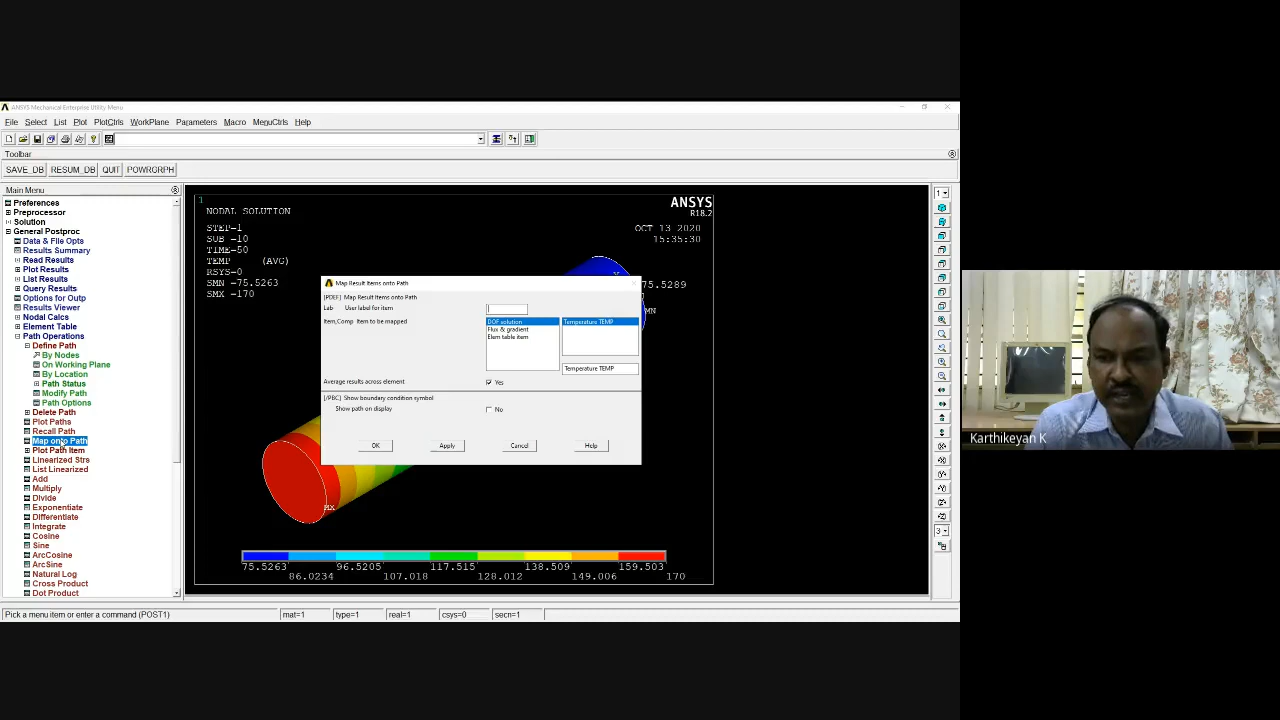 ANSYS Mechanical Enterprise Utility Menu
File Select List Plot PlotCtrls WorkPlane Parameters Macro MenuCtrls Help
Toolbar
SAVE_DB RESUM_DB QUIT POWRGRPH
Main Menu
Preferences
Preprocessor
Solution
General Postproc
Data & File Opts
Results Summary
Read Results
Plot Results
List Results
Query Results
Options for Outp
Results Viewer
Nodal Calcs
Element Table
Path Operations
Define Path
By Nodes
On Working Plane
By Location
Path Status
Modify Path
Path Options
Delete Path
Plot Paths
Recall Path
Map onto Path
Plot Path Item
Linearized Strs
List Linearized
Add
Multiply
Divide
Exponentiate
Differentiate
Integrate
Cosine
Sine
ArcCosine
ArcSine
Natural Log
Cross Product
Dot Product
1
NODAL SOLUTION
STEP=1
SUB =10
TIME=50
TEMP (AVG)
RSYS=0
SMN =75.5263
SMX =170
ANSYS
R18.2
OCT 13 2020
15:35:30
75.5289
MN
MX
Map Result Items onto Path
[PDEF] Map Result Items onto Path
Lab User label for item
Item,Comp Item to be mapped
DOF solution
Flux & gradient
Elem table item
Temperature TEMP
Temperature TEMP
Average results across element
Yes
[/PBC] Show boundary condition symbol
Show path on display
No
OK Apply Cancel Help
75.5263 96.5205 117.515 138.509 159.503
86.0234 107.018 128.012 149.006 170
1
3
Pick a menu item or enter a command (POST1) mat=1 type=1 real=1 csys=0 secn=1
Karthikeyan K